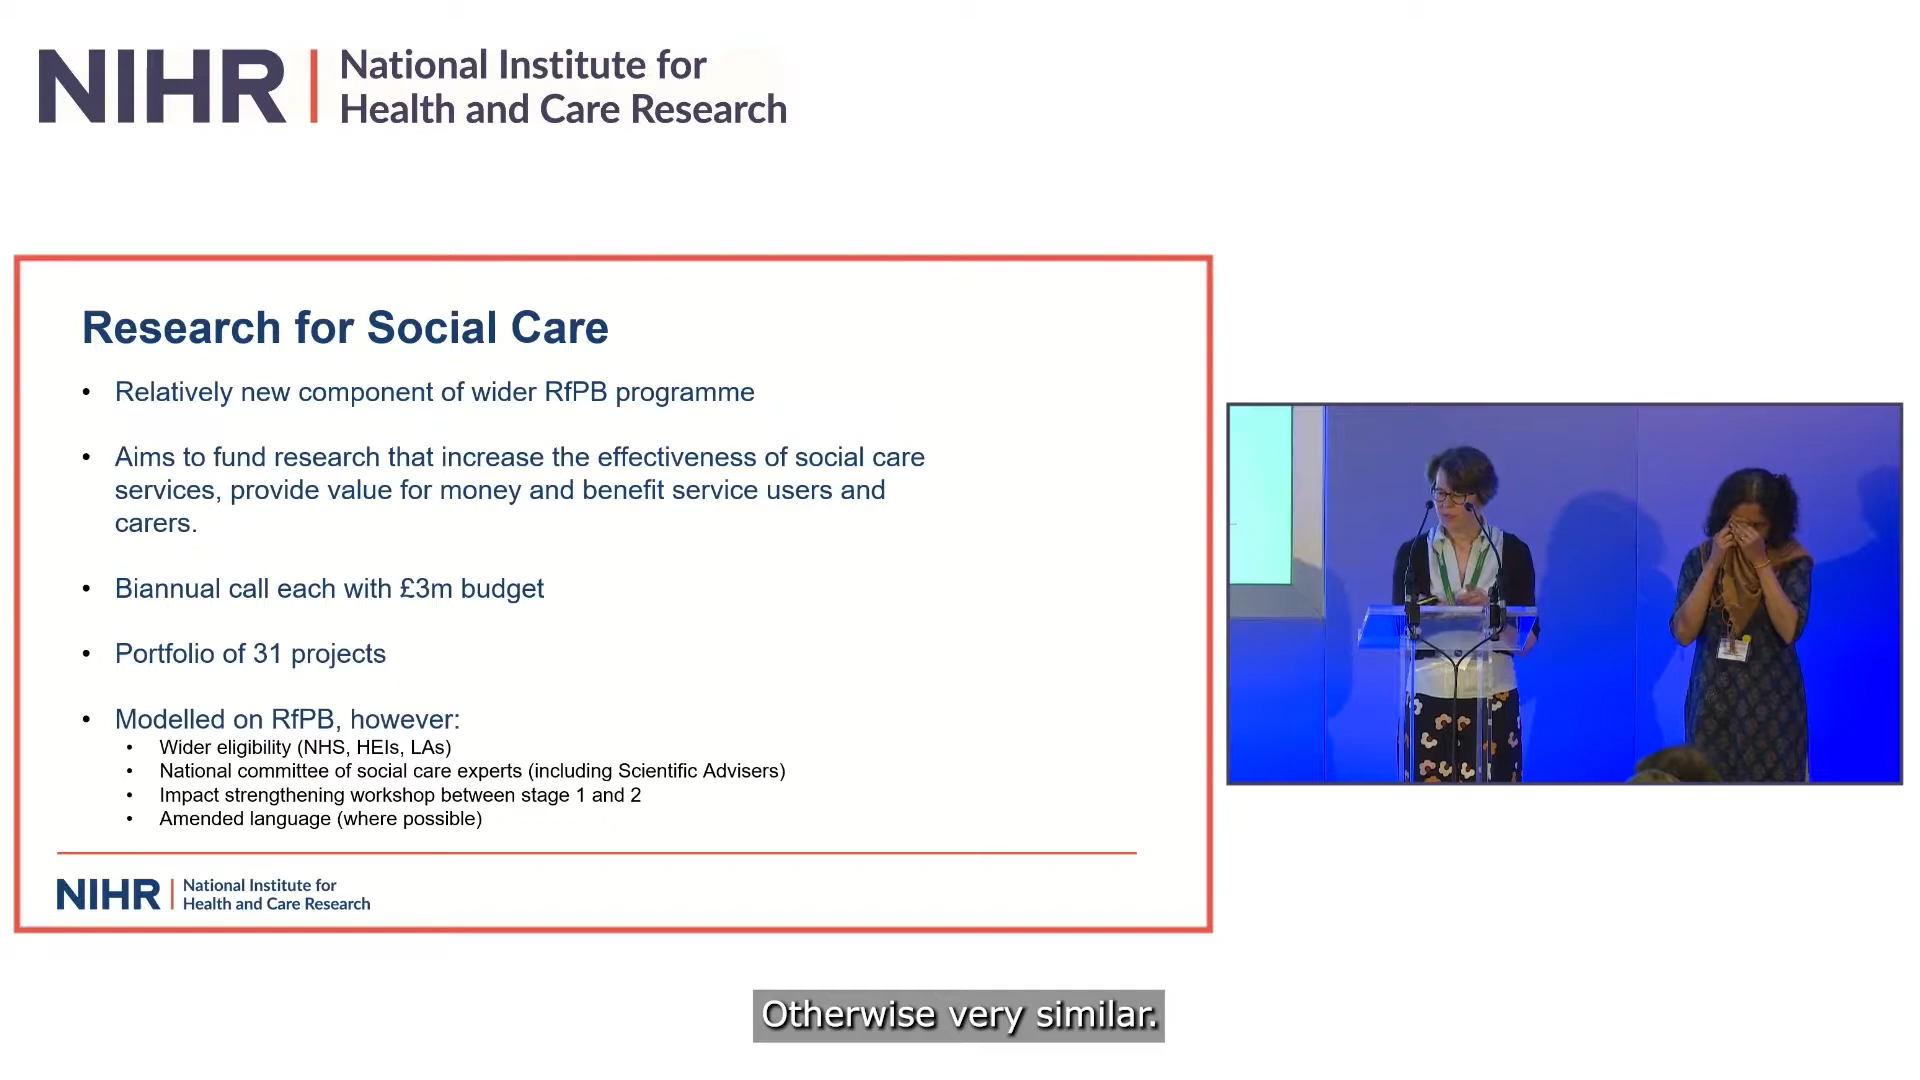 NIHR | National Institute for
Health and Care Research
Research for Social Care
• Relatively new component of wider RfPB programme
• Aims to fund research that increase the effectiveness of social care
services, provide value for money and benefit service users and
carers.
• Biannual call each with £3m budget
• Portfolio of 31 projects
• Modelled on RfPB, however:
• Wider eligibility (NHS, HEIs, LAs)
• National committee of social care experts (including Scientific Advisers)
• Impact strengthening workshop between stage 1 and 2
• Amended language (where possible)
NIHR | National Institute for
Health and Care Research
Otherwise very similar.